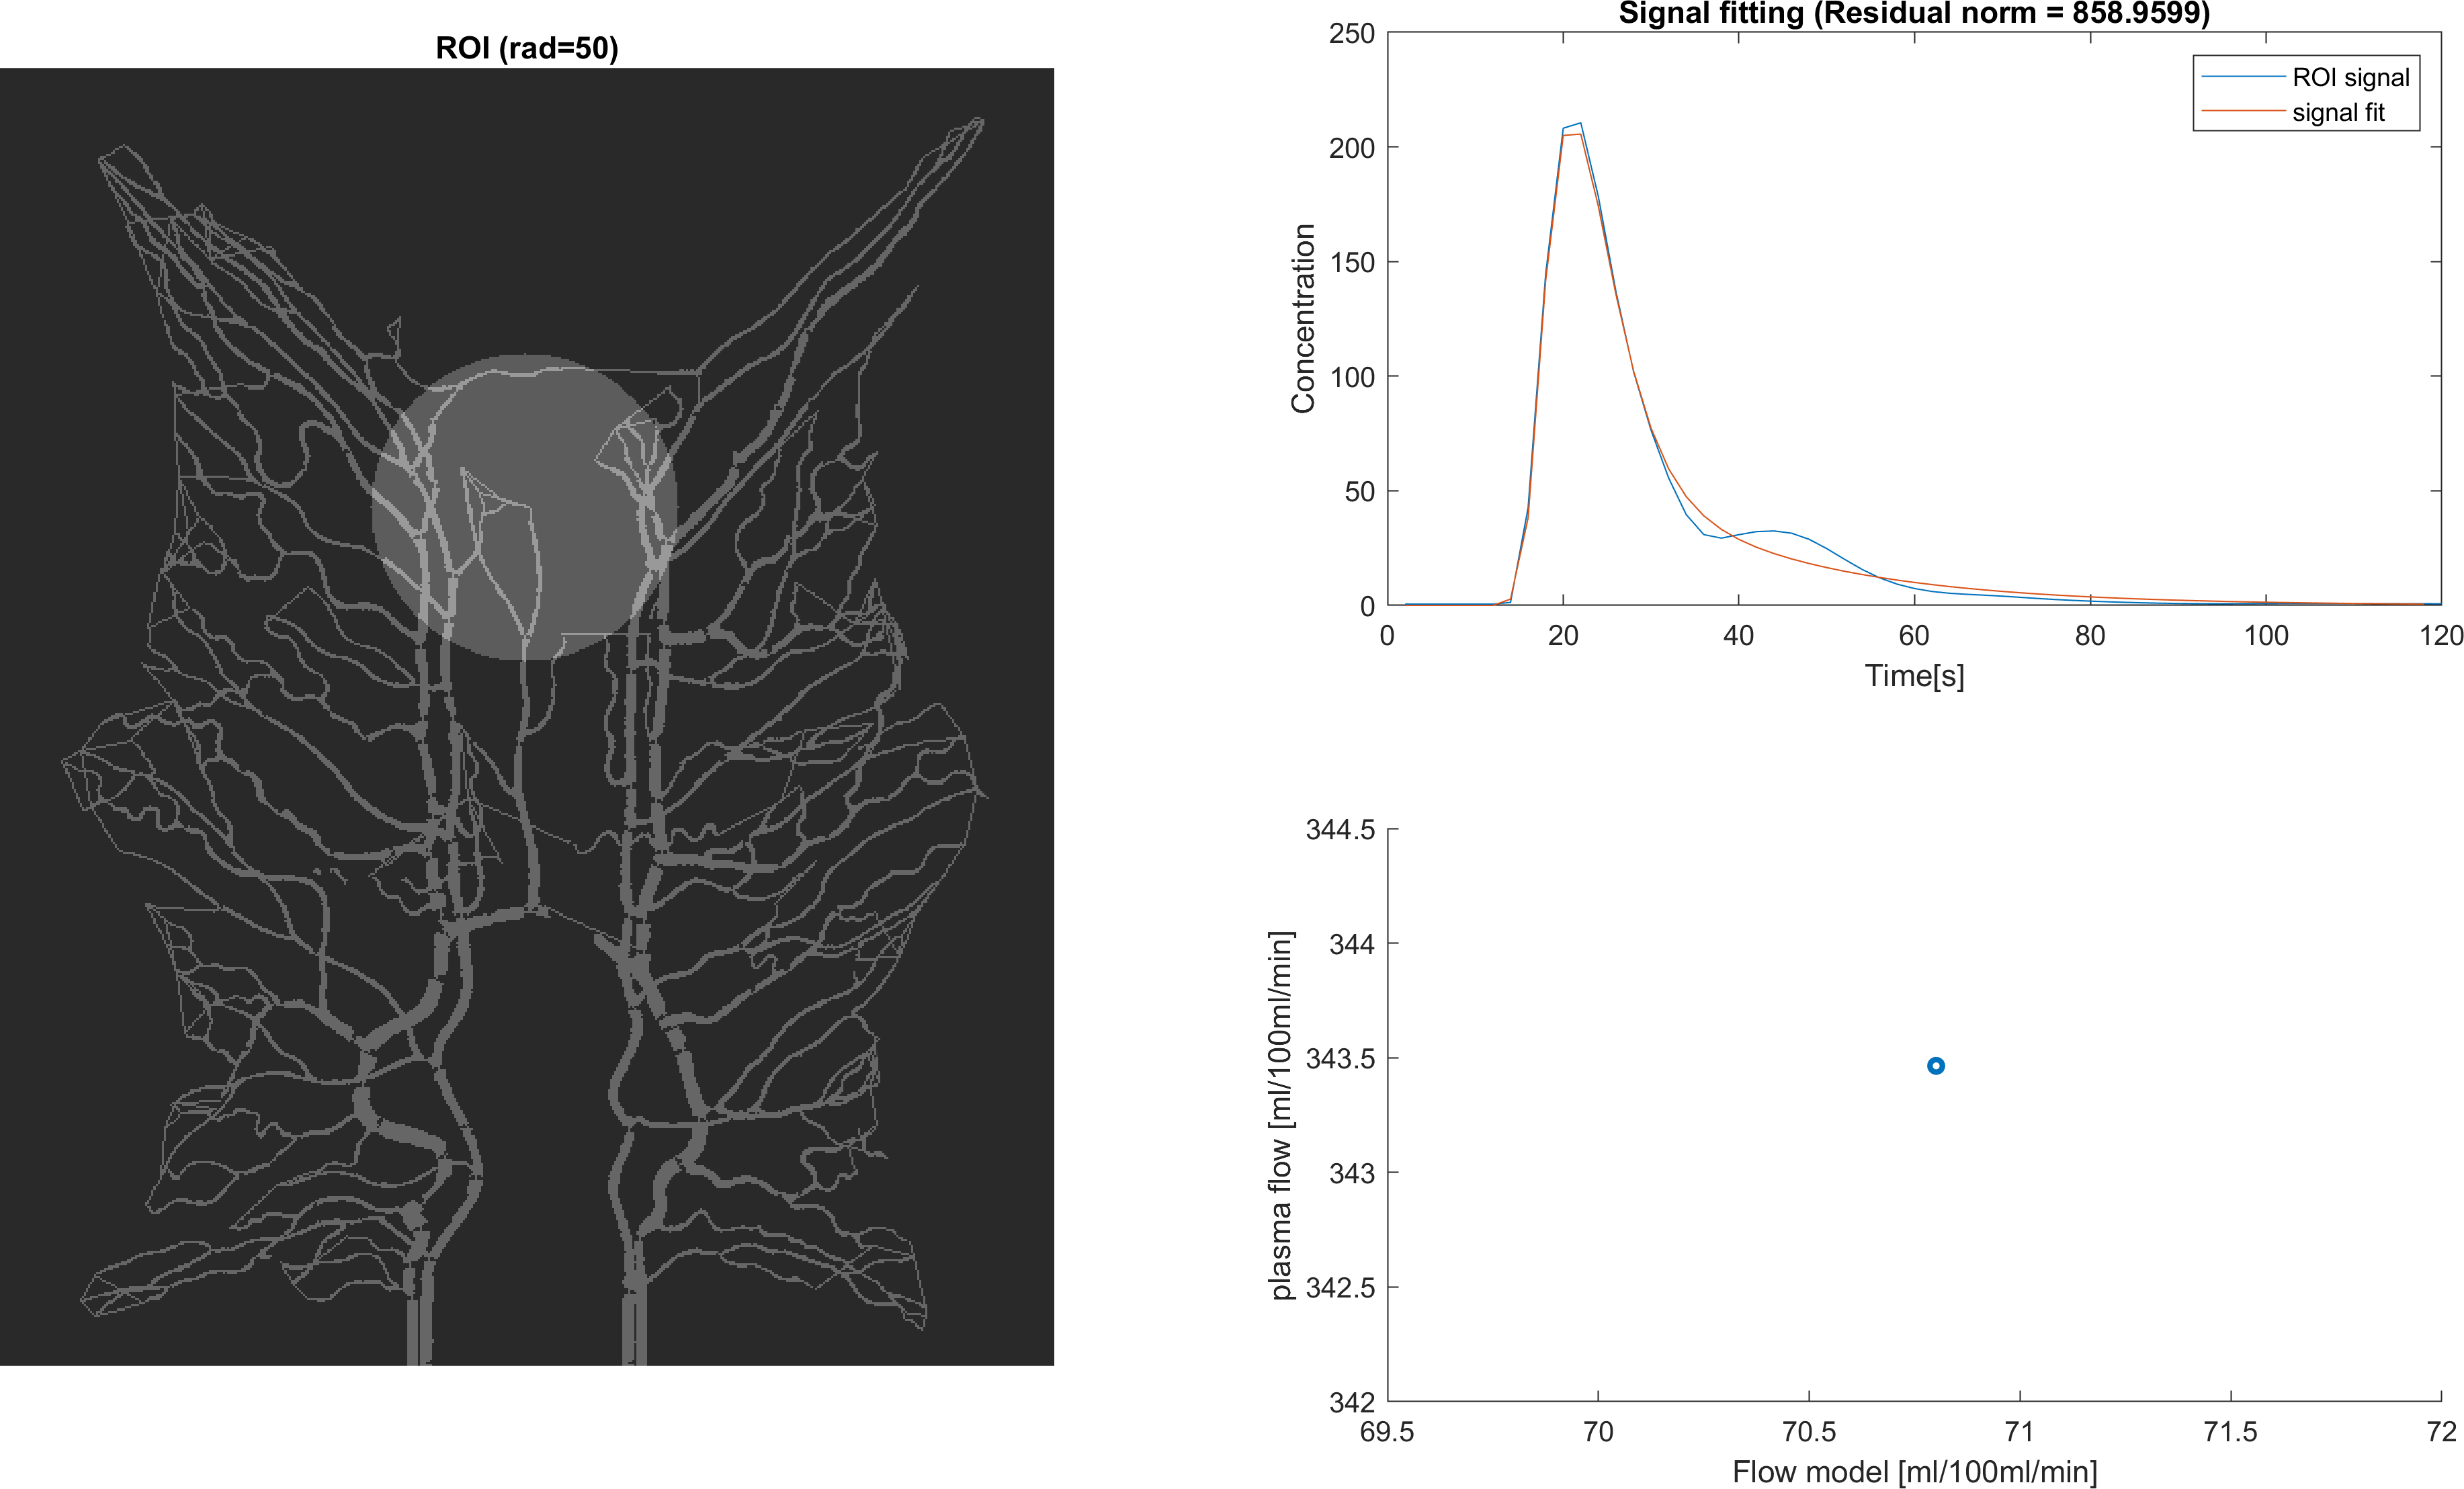 ROI (rad=50)
Signal fitting (Residual norm = 858.9599)
250
200
150
100
50
0
Concentration
ROI signal
signal fit
0 20 40 60 80 100 120
Time[s]
344.5
344
343.5
343
342.5
342
plasma flow [ml/100ml/min]
69.5 70 70.5 71 71.5 72
Flow model [ml/100ml/min]